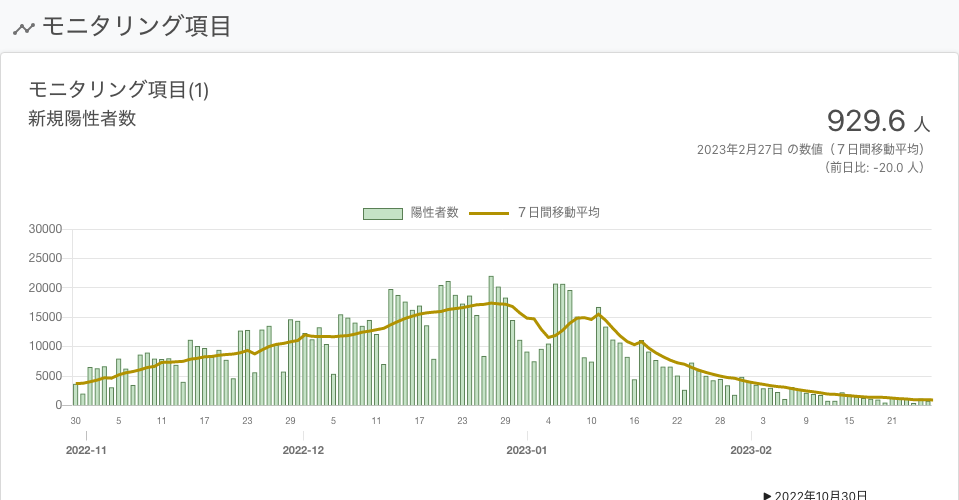 モニタリング項目
モニタリング項目(1)
新規陽性者数
929.6 人
2023年2月27日 の数値（７日間移動平均）
（前日比: -20.0 人）
陽性者数 ７日間移動平均
30000
25000
20000
15000
10000
5000
0
30 5 11 17 23 29 5 11 17 23 29 4 10 16 22 28 3 9 15 21
2022-11 2022-12 2023-01 2023-02
▶ 2022年10月30日